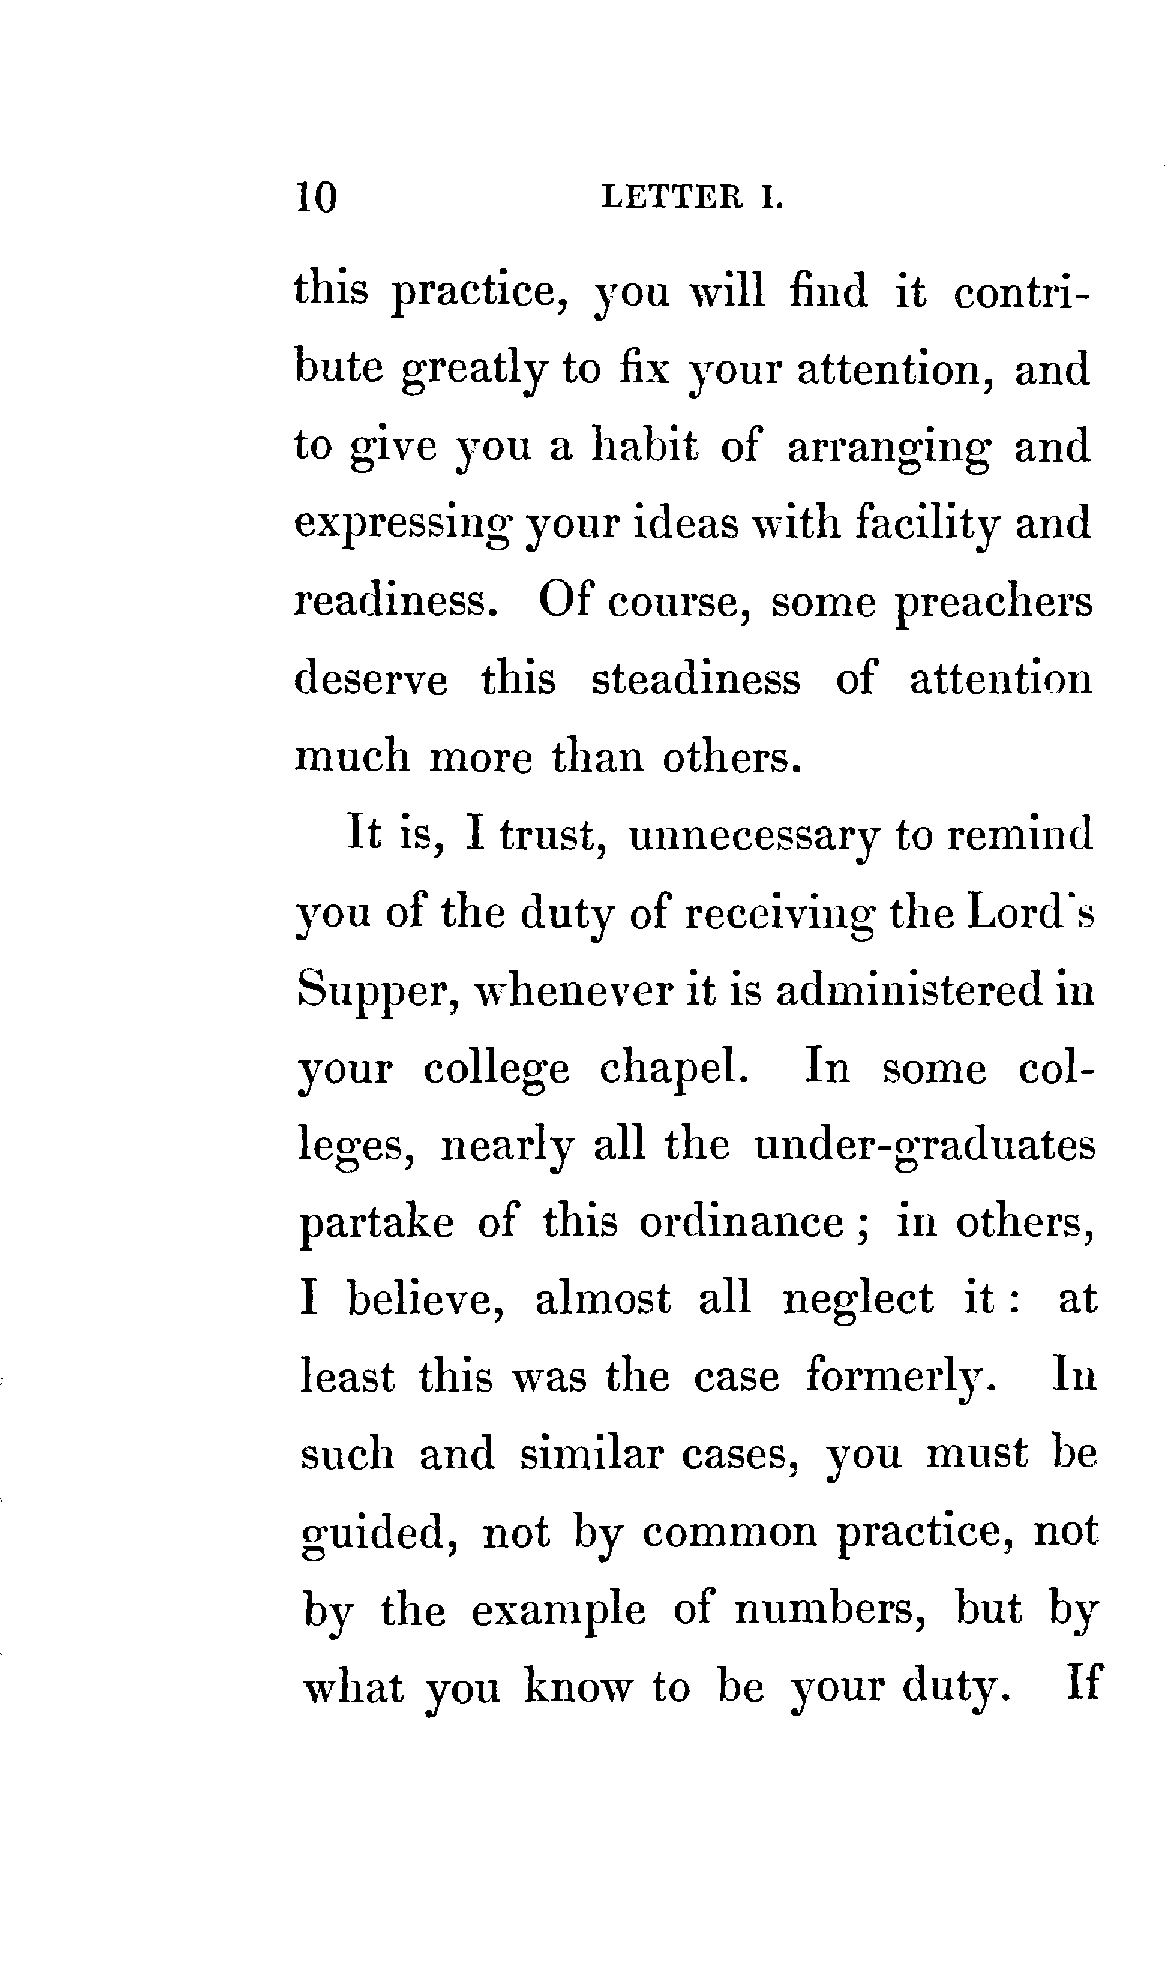 10 LETTER I.
this practice, you will find it contri-
bute greatly to fix your attention, and
to give you a habit of arranging and
expressing your ideas with facility and
readiness. Of course, some preachers
deserve this steadiness of attention
much more than others.
It is, I trust, unnecessary to remind
you of the duty of receiving the Lord's
Supper, whenever it is administered in
your college chapel. In some col-
leges, nearly all the under-graduates
partake of this ordinance ; in others,
I believe, almost all neglect it : at
least this was the case formerly. In
such and similar cases, you must be
guided, not by common practice, not
by the example of numbers, but by
what you know to be your duty. If